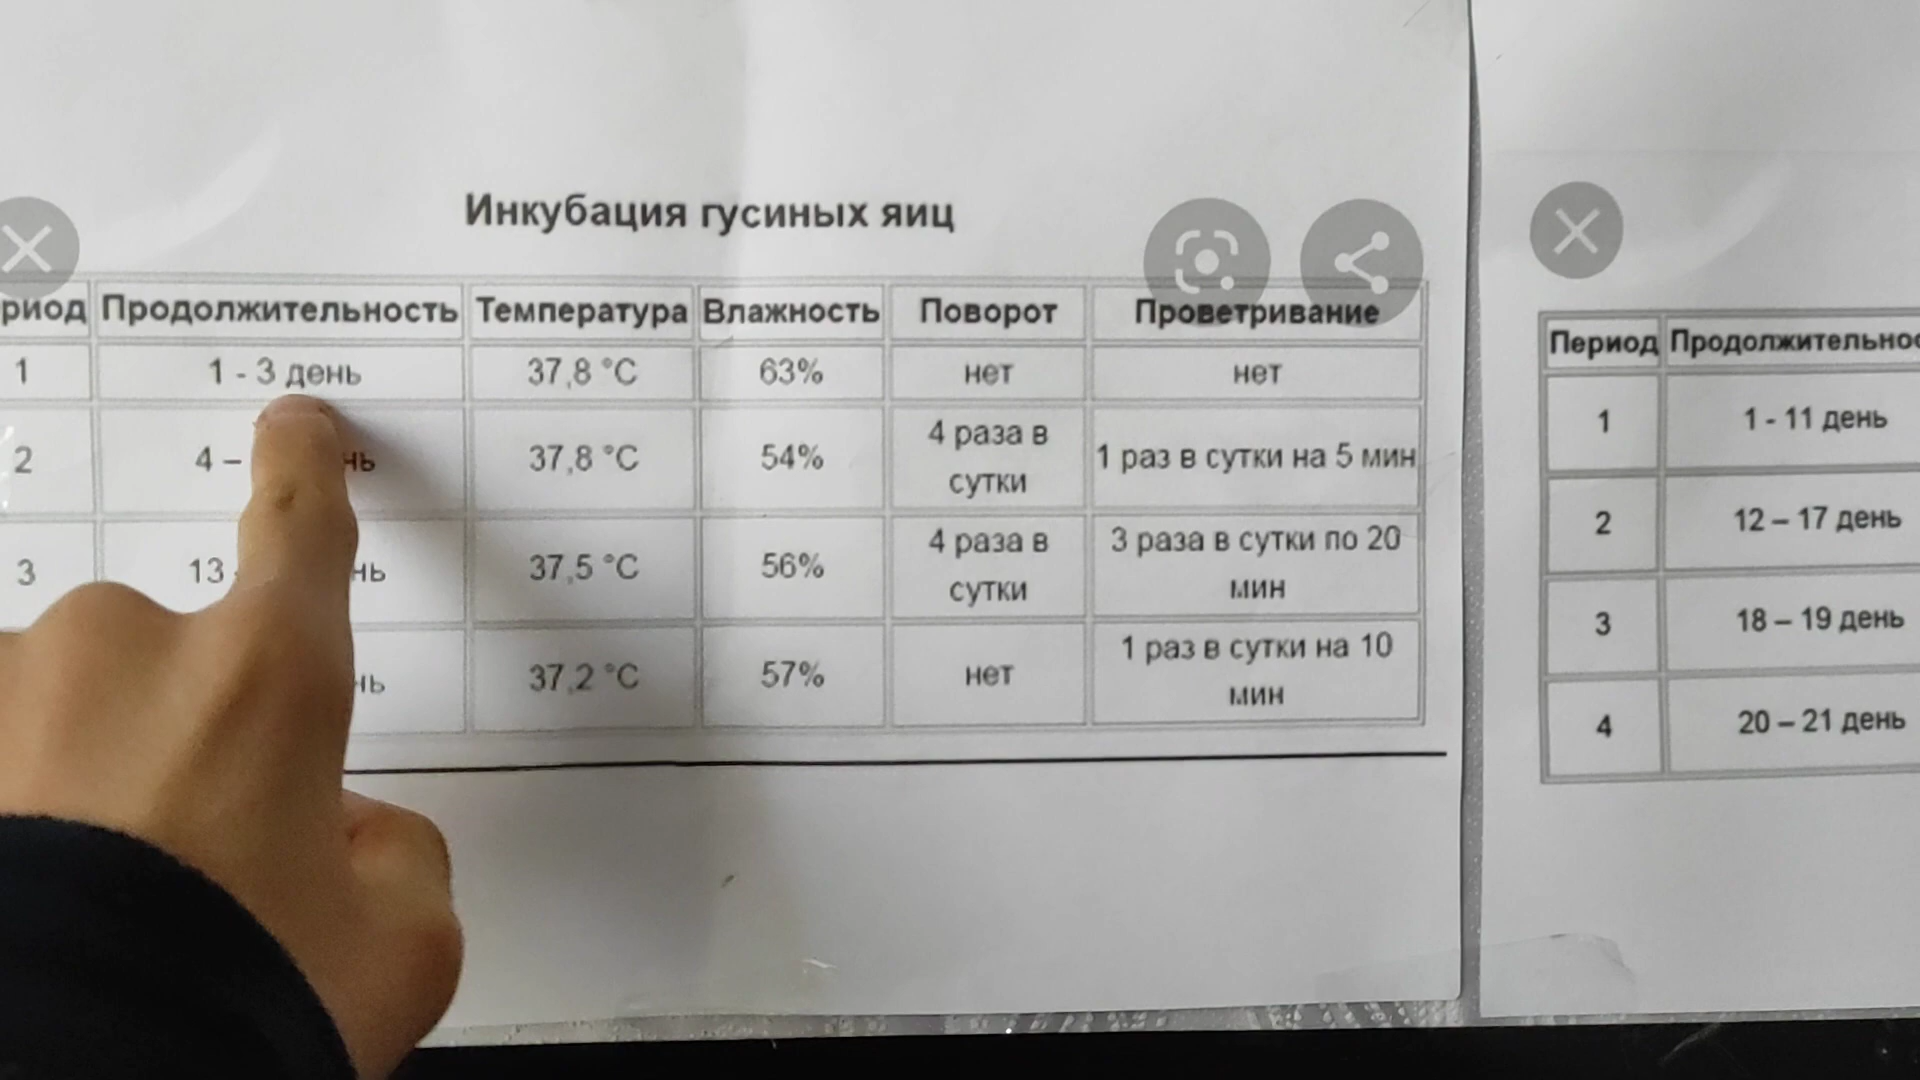 Инкубация гусиных яиц
риод Продолжительность Температура Влажность Поворот Проветривание
1 1 - 3 день 37,8 °C 63% нет нет
2 4 – нь 37,8 °C 54% 4 раза в сутки 1 раз в сутки на 5 мин
3 13 нь 37,5 °C 56% 4 раза в сутки 3 раза в сутки по 20 мин
нь 37,2 °C 57% нет 1 раз в сутки на 10 мин
Период Продолжительнос
1 1 - 11 день
2 12 – 17 день
3 18 – 19 день
4 20 – 21 день